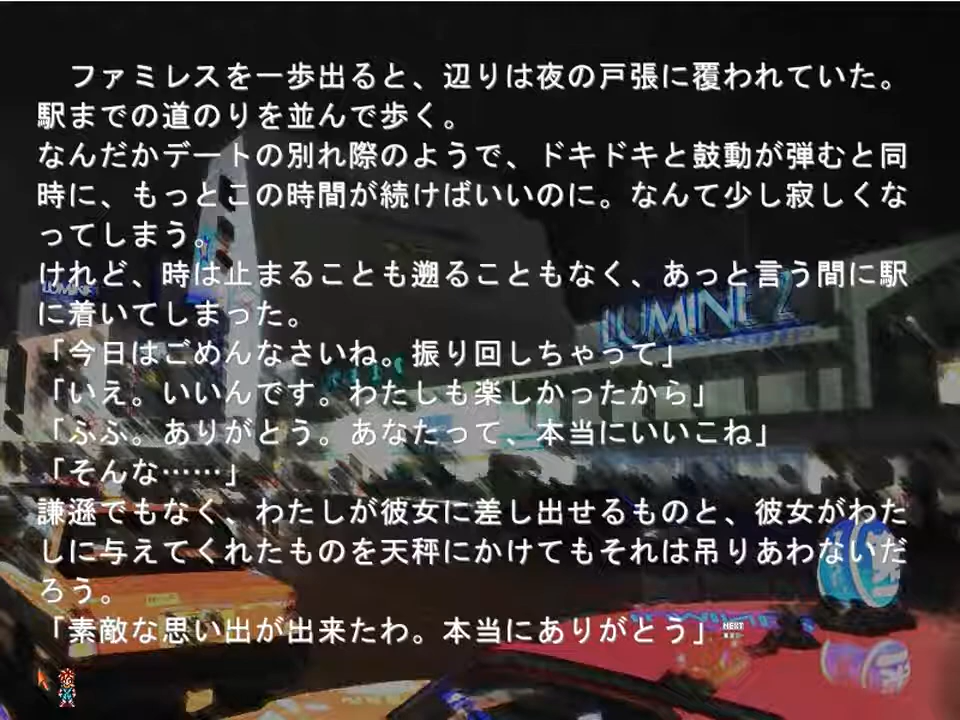 ファミレスを一歩出ると、辺りは夜の戸張に覆われていた。
駅までの道のりを並んで歩く。
なんだかデートの別れ際のようで、ドキドキと鼓動が弾むと同
時に、もっとこの時間が続けばいいのに。なんて少し寂しくな
ってしまう。
けれど、時は止まることも遡ることもなく、あっと言う間に駅
に着いてしまった。
「今日はごめんなさいね。振り回しちゃって」
「いえ。いいんです。わたしも楽しかったから」
「ふふ。ありがとう。あなたって、本当にいいこね」
「そんな……」
謙遜でもなく、わたしが彼女に差し出せるものと、彼女がわた
しに与えてくれたものを天秤にかけてもそれは吊りあわないだ
ろう。
「素敵な思い出が出来たわ。本当にありがとう」
NEXT
LUMINE
LUMINE 2